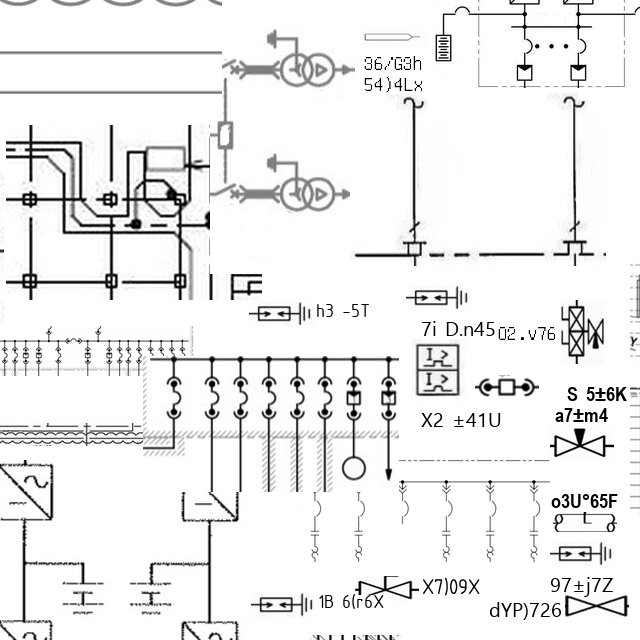 36/G3h
54)4Lx
h3 -5T
7i D.n45
02.v76
X2 ±41U
S 5±6K
a7±m4
o3U°65F
97±j7Z
X7)09X
1B 6(r6X
dYP)726